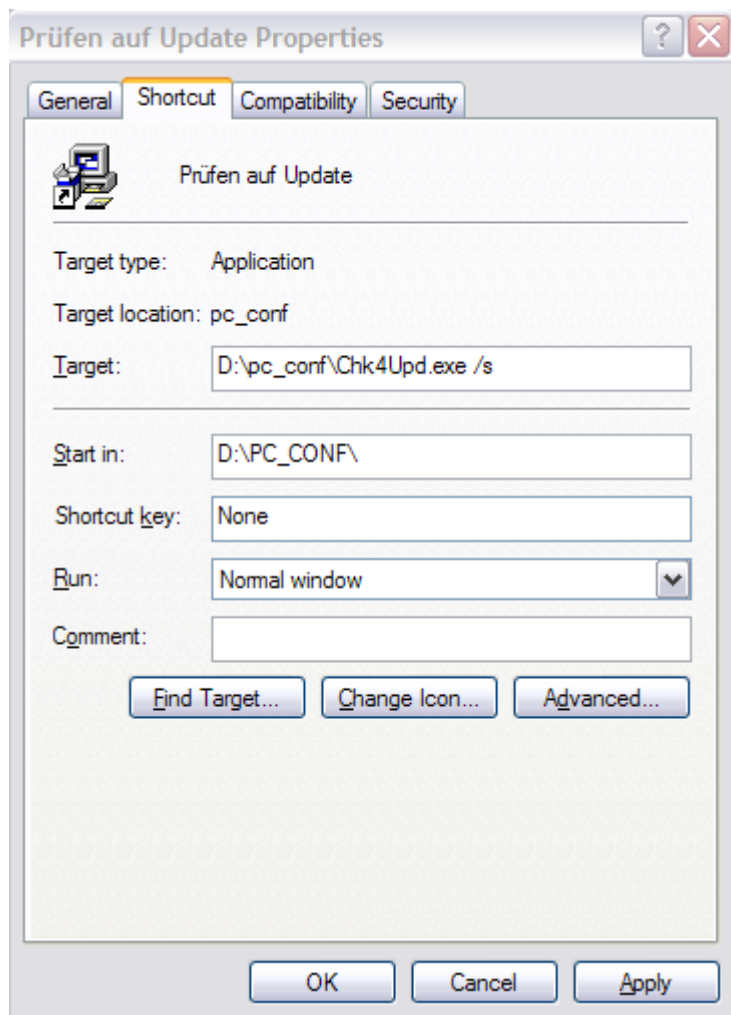 Prüfen auf Update Properties
General Shortcut Compatibility Security
Prüfen auf Update
Target type: Application
Target location: pc_conf
Target: D:\pc_conf\Chk4Upd.exe /s
Start in: D:\PC_CONF\
Shortcut key: None
Run: Normal window
Comment:
Find Target... Change Icon... Advanced...
OK Cancel Apply